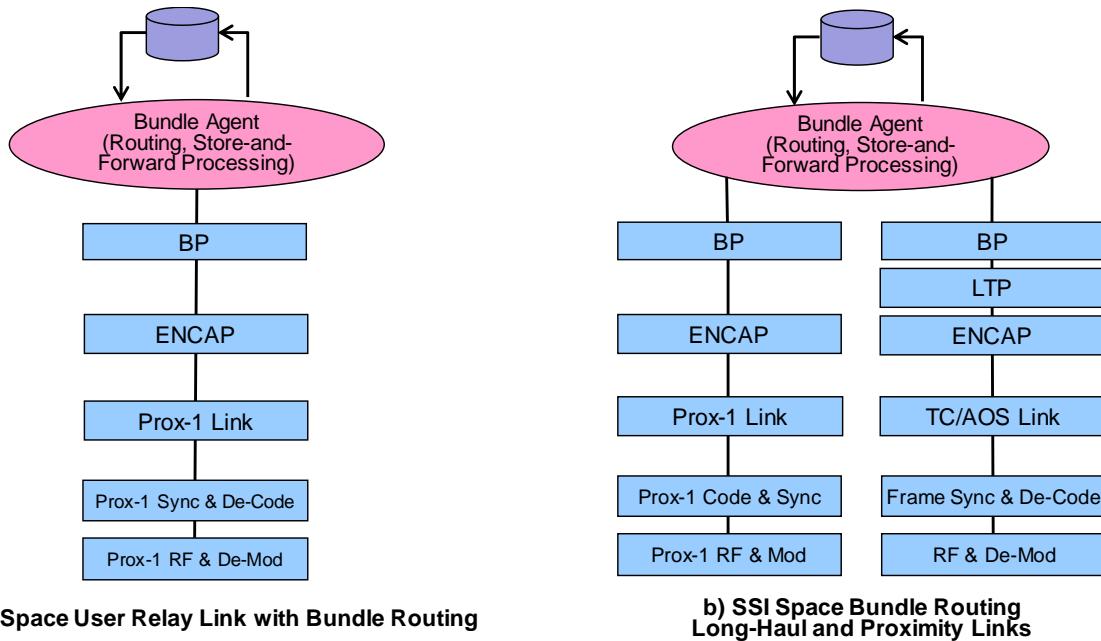 Bundle Agent
(Routing, Store-and-
Forward Processing)
BP
ENCAP
Prox-1 Link
Prox-1 Sync & De-Code
Prox-1 RF & De-Mod
Space User Relay Link with Bundle Routing
Bundle Agent
(Routing, Store-and-
Forward Processing)
BP
ENCAP
Prox-1 Link
Prox-1 Code & Sync
Prox-1 RF & Mod
BP
LTP
ENCAP
TC/AOS Link
Frame Sync & De-Code
RF & De-Mod
b) SSI Space Bundle Routing
Long-Haul and Proximity Links